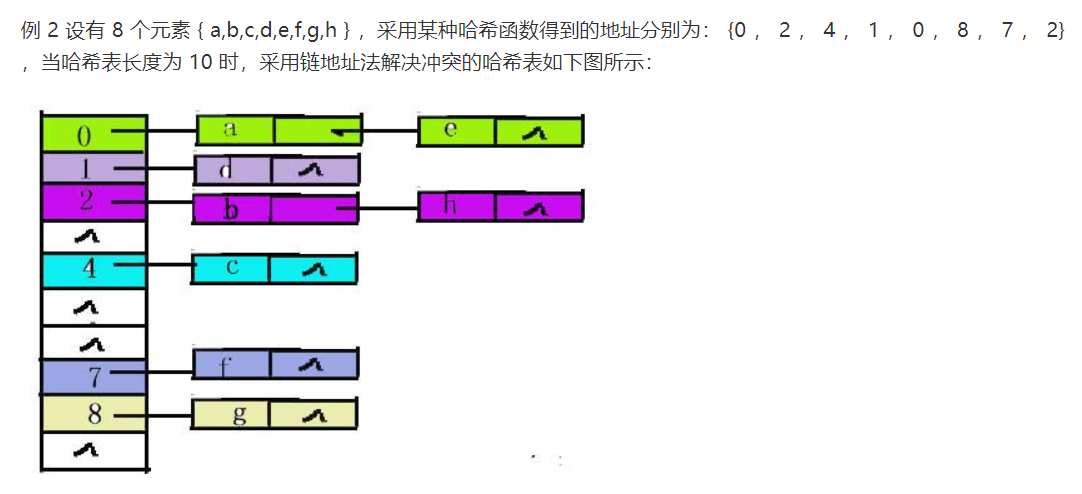 例 2 设有 8 个元素 { a,b,c,d,e,f,g,h } ，采用某种哈希函数得到的地址分别为： {0 ， 2 ， 4 ， 1 ， 0 ， 8 ， 7 ， 2}
，当哈希表长度为 10 时，采用链地址法解决冲突的哈希表如下图所示：
0 a e ^
1 d ^
2 b h ^
^
4 c ^
^
^
7 f ^
8 g ^
^